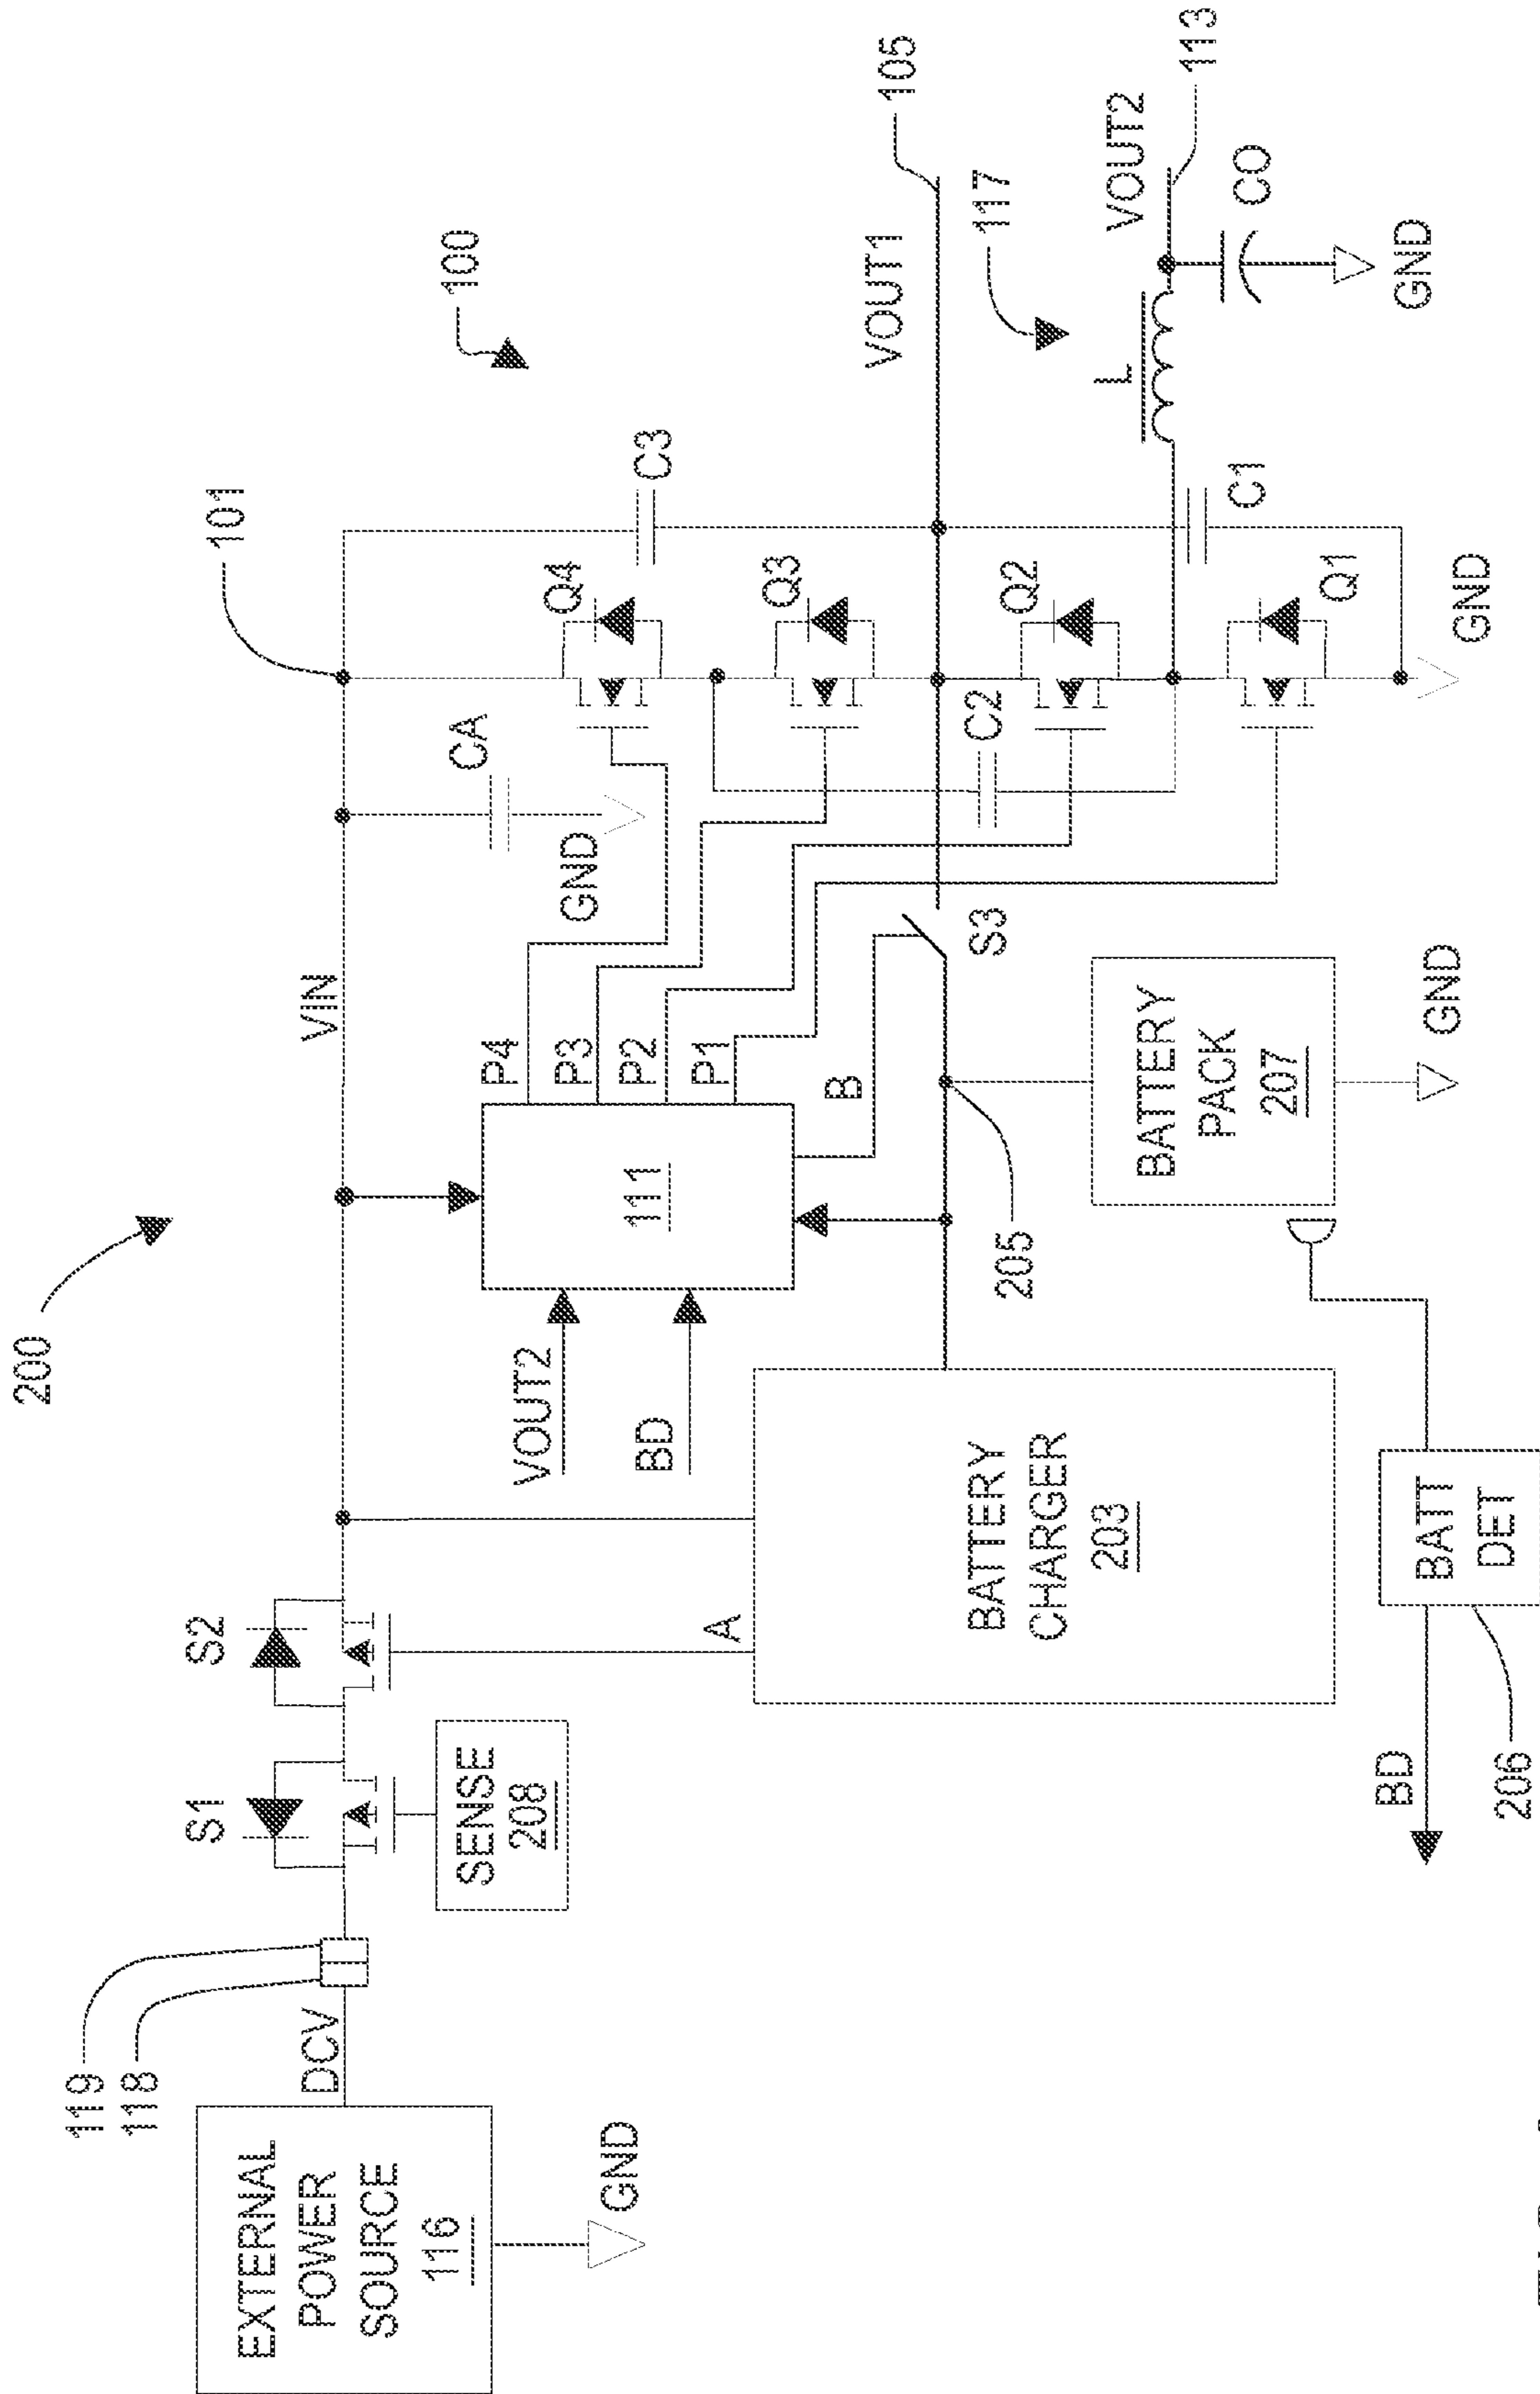 200
119
118
EXTERNAL
POWER
SOURCE
116
DCV
GND
S1
S2
SENSE
208
A
BATTERY
CHARGER
203
VOUT2
BD
111
P4
P3
P2
P1
B
VIN
CA
GND
101
100
Q4
C3
Q3
Q2
Q1
C2
C1
GND
VOUT1
105
117
L
VOUT2
113
CO
GND
S3
205
BATTERY
PACK
207
GND
BATT
DET
206
BD